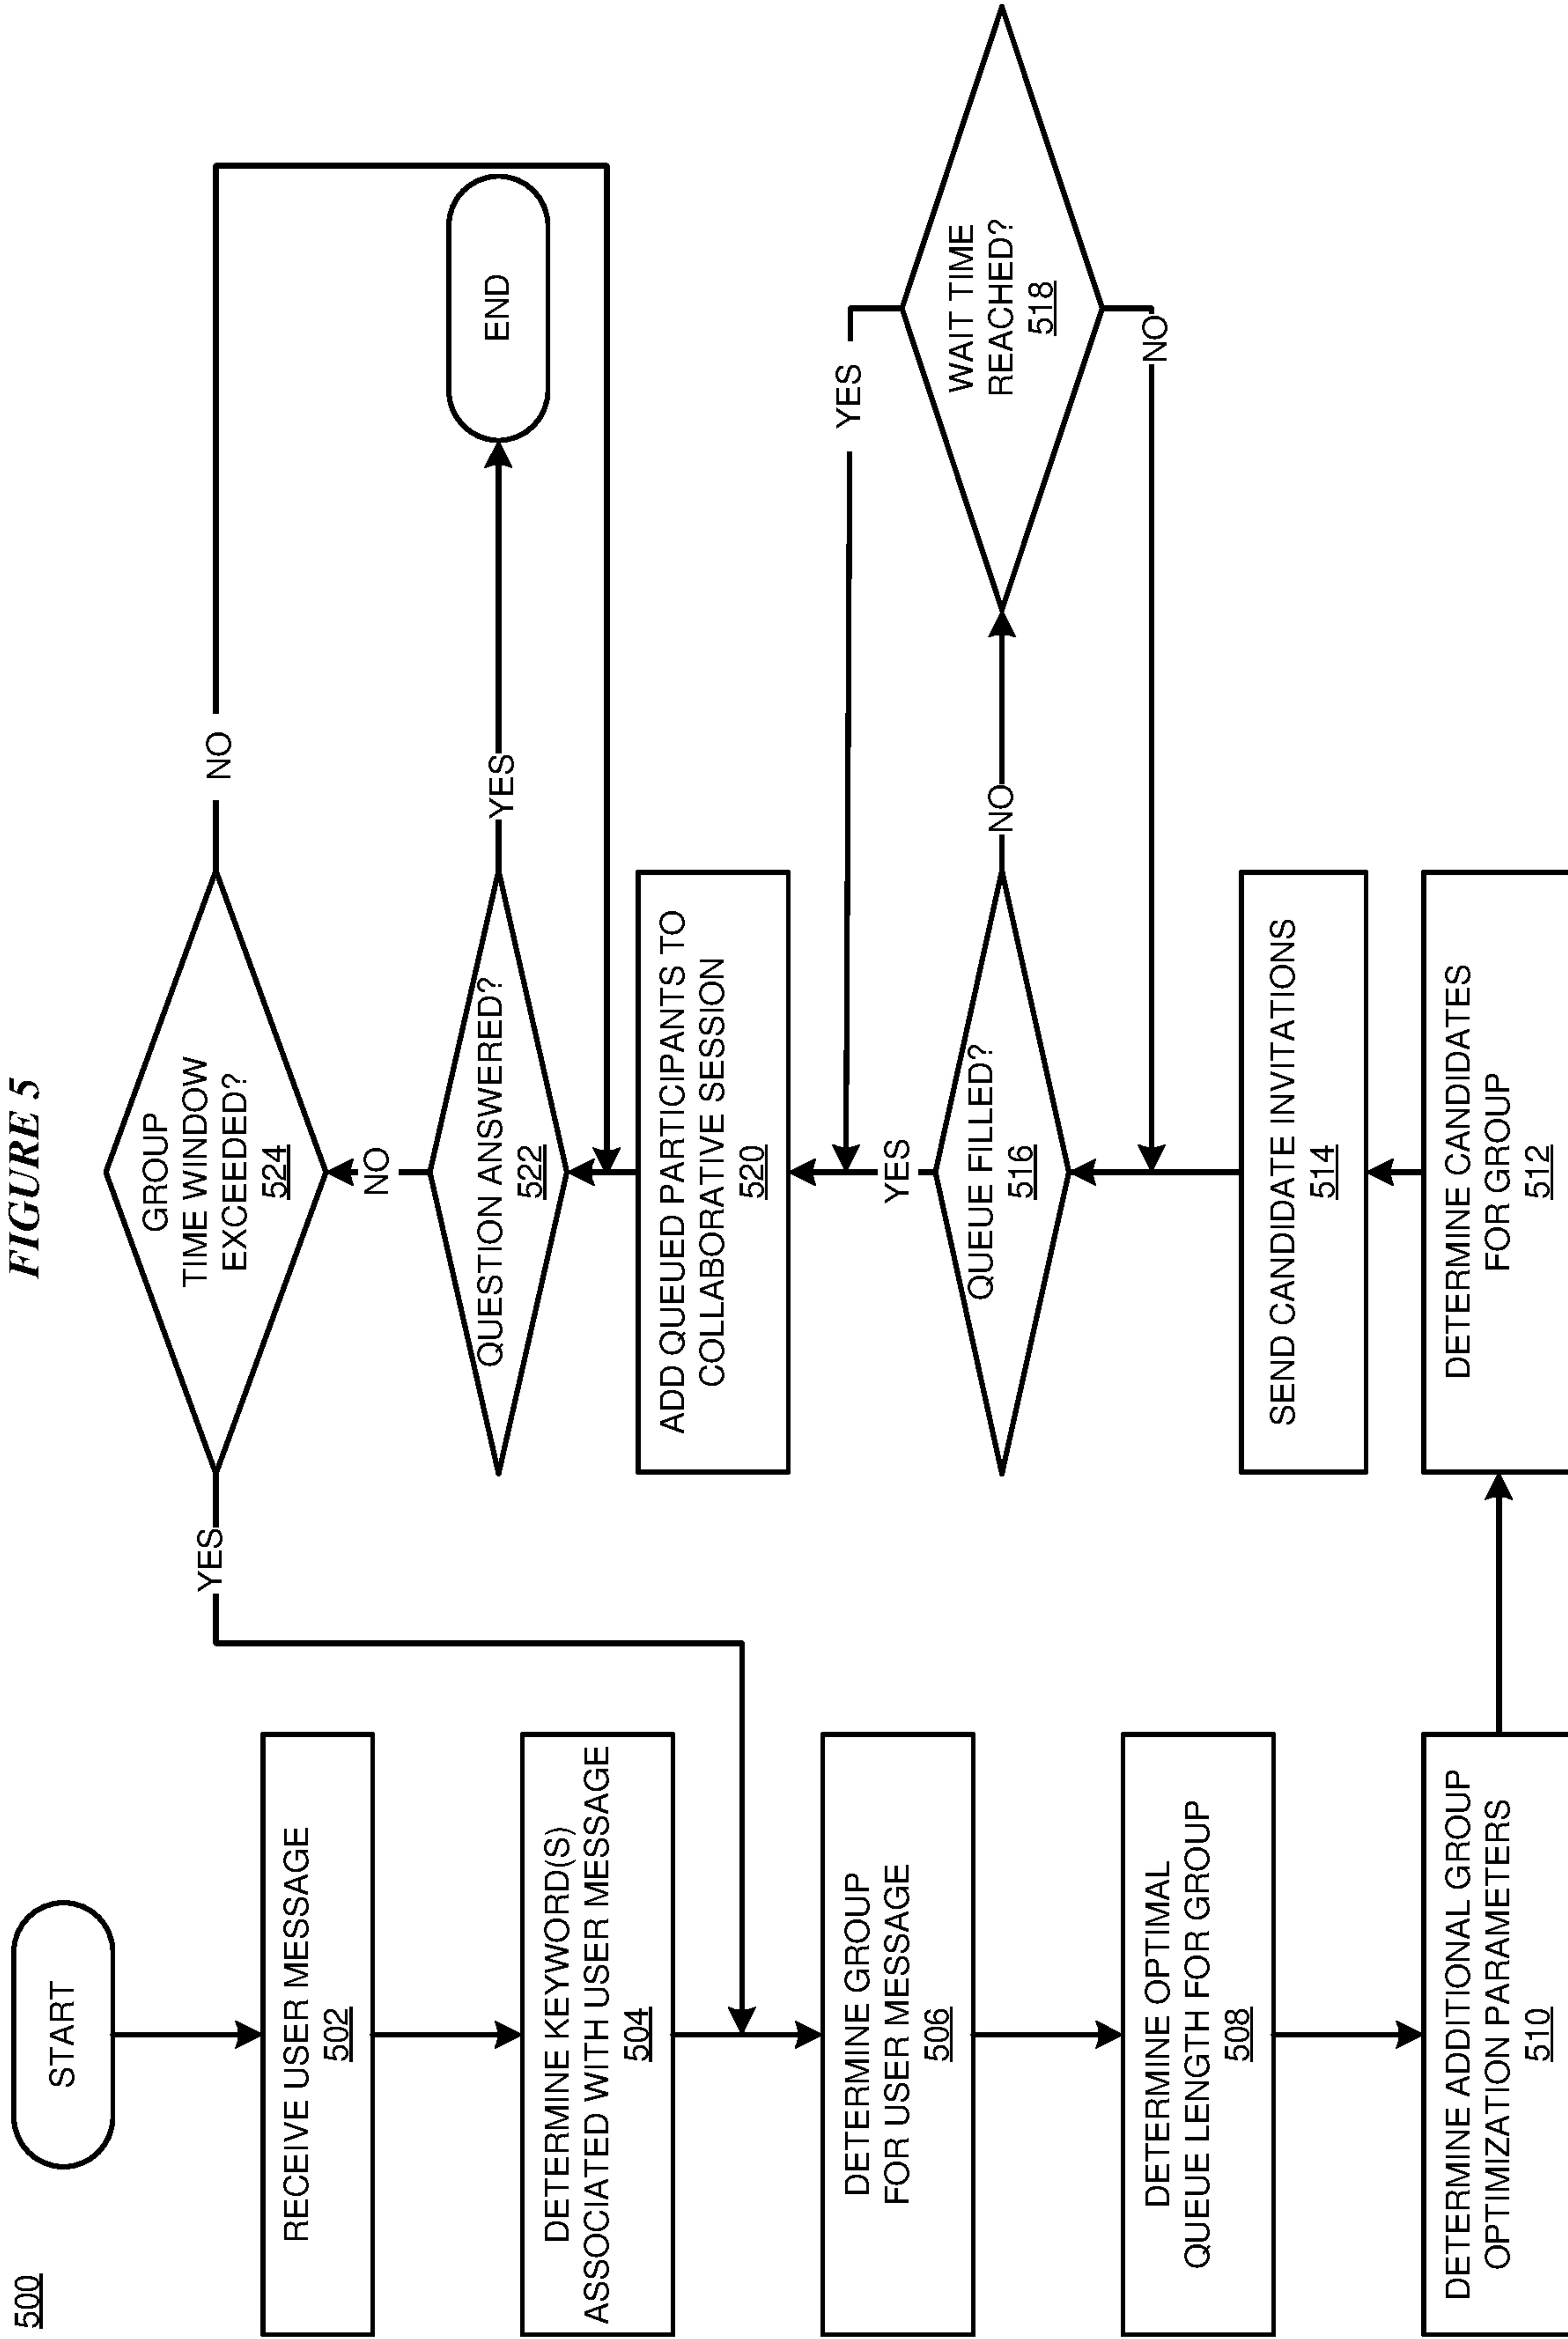 FIGURE 5
500
START
RECEIVE USER MESSAGE
502
DETERMINE KEYWORD(S)
ASSOCIATED WITH USER MESSAGE
504
DETERMINE GROUP
FOR USER MESSAGE
506
DETERMINE OPTIMAL
QUEUE LENGTH FOR GROUP
508
DETERMINE ADDITIONAL GROUP
OPTIMIZATION PARAMETERS
510
DETERMINE CANDIDATES
FOR GROUP
512
SEND CANDIDATE INVITATIONS
514
QUEUE FILLED?
516
NO
WAIT TIME
REACHED?
518
NO
YES
YES
ADD QUEUED PARTICIPANTS TO
COLLABORATIVE SESSION
520
QUESTION ANSWERED?
522
YES
END
NO
GROUP
TIME WINDOW
EXCEEDED?
524
NO
YES